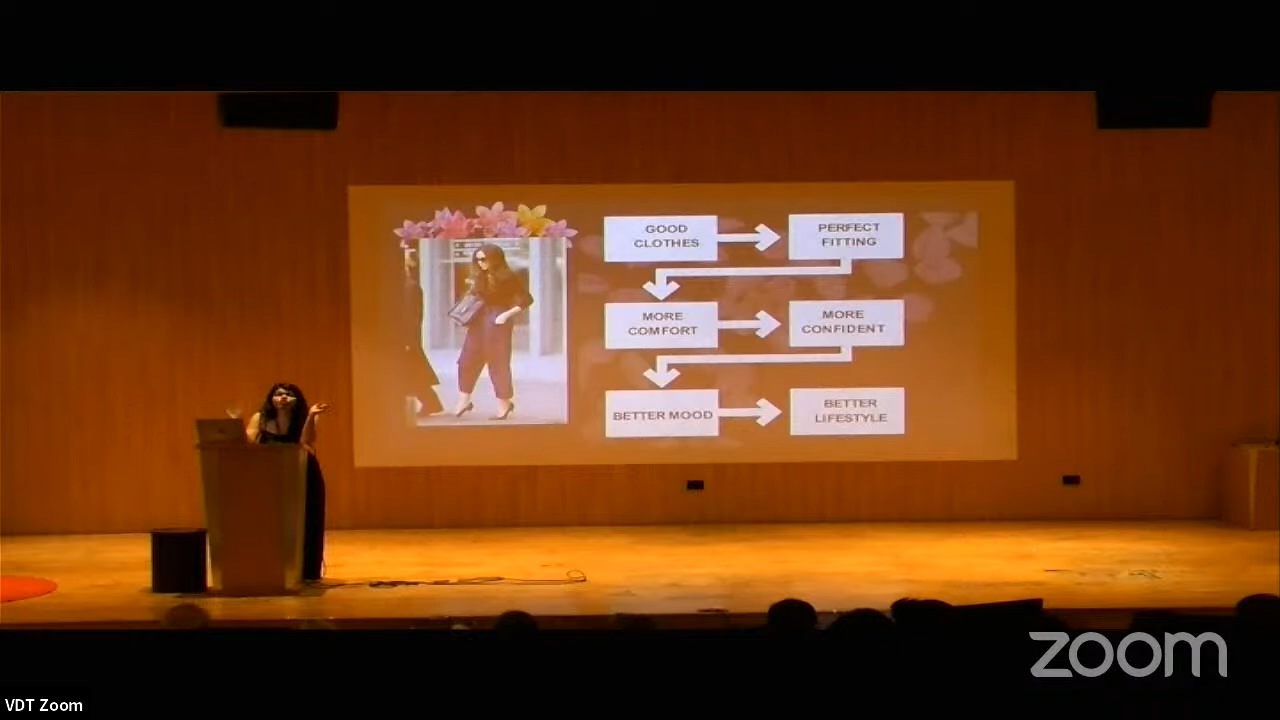 GOOD
CLOTHES
PERFECT
FITTING
MORE
COMFORT
MORE
CONFIDENT
BETTER MOOD
BETTER
LIFESTYLE
zoom
VDT Zoom